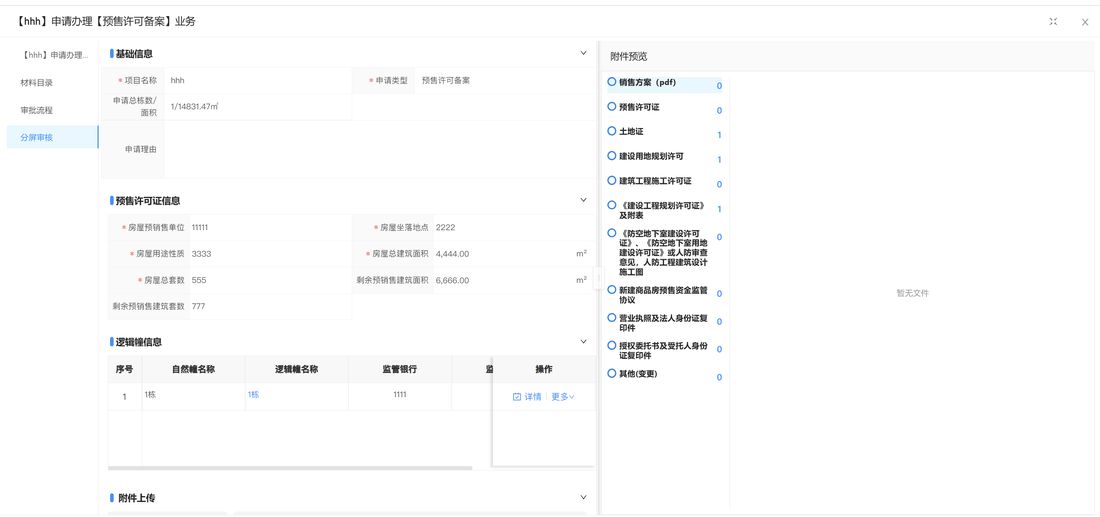 【hhh】申请办理【预售许可备案】业务
【hhh】申请办理...
材料目录
审批流程
分屏审核
基础信息
* 项目名称 hhh * 申请类型 预售许可备案
申请总栋数/
面积 1/14831.47㎡
申请理由
预售许可证信息
* 房屋预销售单位 11111 * 房屋坐落地点 2222
* 房屋用途性质 3333 * 房屋总建筑面积 4,444.00 m²
* 房屋总套数 555 剩余预销售建筑面积 6,666.00 m²
剩余预销售建筑套数 777
逻辑幢信息
序号 自然幢名称 逻辑幢名称 监管银行 操作
1 1栋 1栋 1111 详情 更多
附件上传
附件预览
销售方案（pdf） 0
预售许可证 0
土地证 1
建设用地规划许可 1
建筑工程施工许可证 0
《建设工程规划许可证》
及附表 1
《防空地下室建设许可
证》、《防空地下室用地
建设许可证》或人防审查
意见，人防工程建筑设计
施工图 0
新建商品房预售资金监管
协议 0
营业执照及法人身份证复
印件 0
授权委托书及受托人身份
证复印件 0
其他(变更) 0
暂无文件